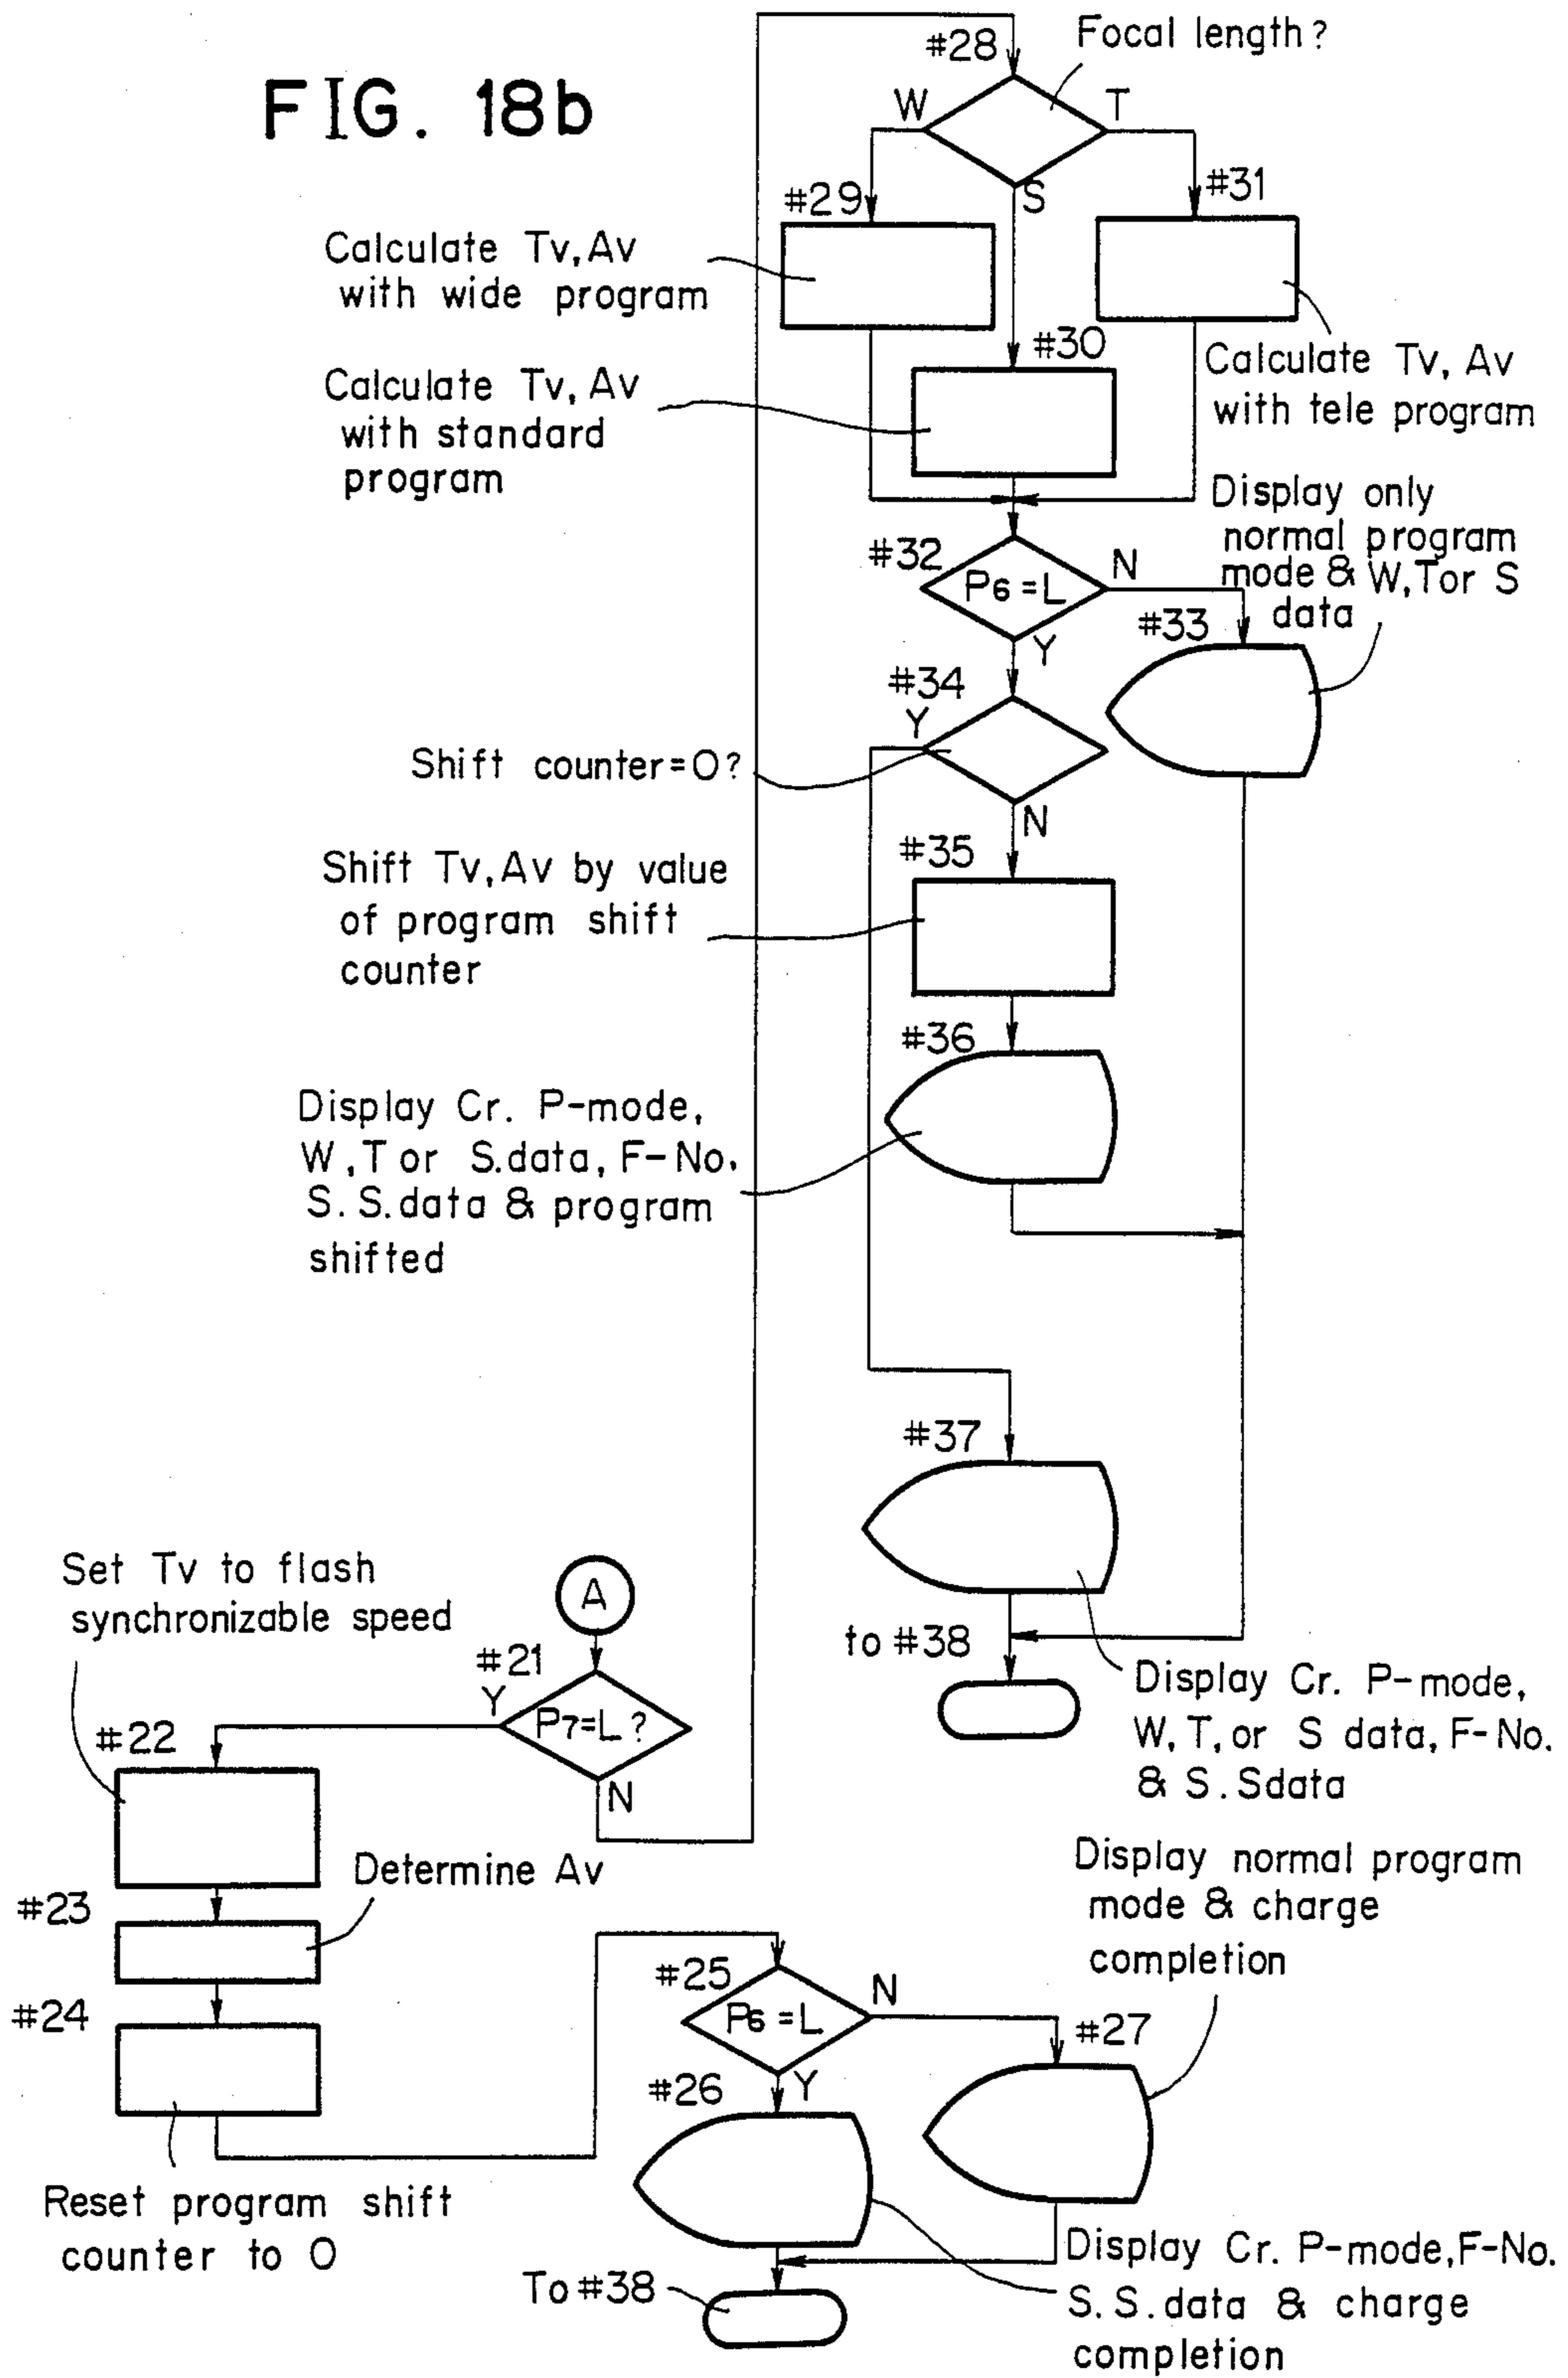 FIG. 18b
#28
Focal length?
W
T
S
#29
#31
Calculate Tv, Av
with wide program
#30
Calculate Tv, Av
with tele program
Calculate Tv, Av
with standard
program
Display only
normal program
mode & W,Tor S
data
#32
P6 =L
N
Y
#33
#34
Y
Shift counter=0?
N
#35
Shift Tv,Av by value
of program shift
counter
#36
Display Cr. P-mode,
W,T or S.data, F-No.
S.S.data & program
shifted
#37
Display Cr. P-mode,
W,T,or S data, F-No.
& S.Sdata
to #38
A
#21
P7=L?
Y
N
Set Tv to flash
synchronizable speed
#22
#23
Determine Av
#24
Reset program shift
counter to 0
#25
P6 =L
N
Y
#26
#27
Display normal program
mode & charge
completion
Display Cr. P-mode,F-No.
S.S.data & charge
completion
To #38